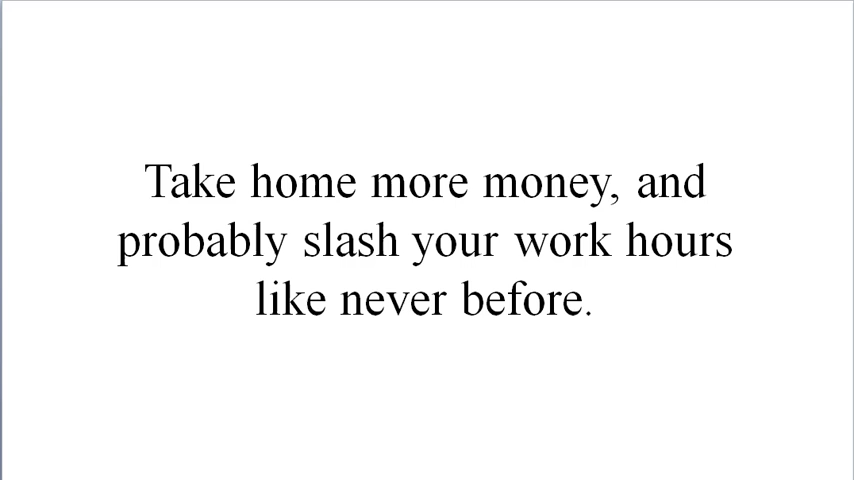 Take home more money, and
probably slash your work hours
like never before.